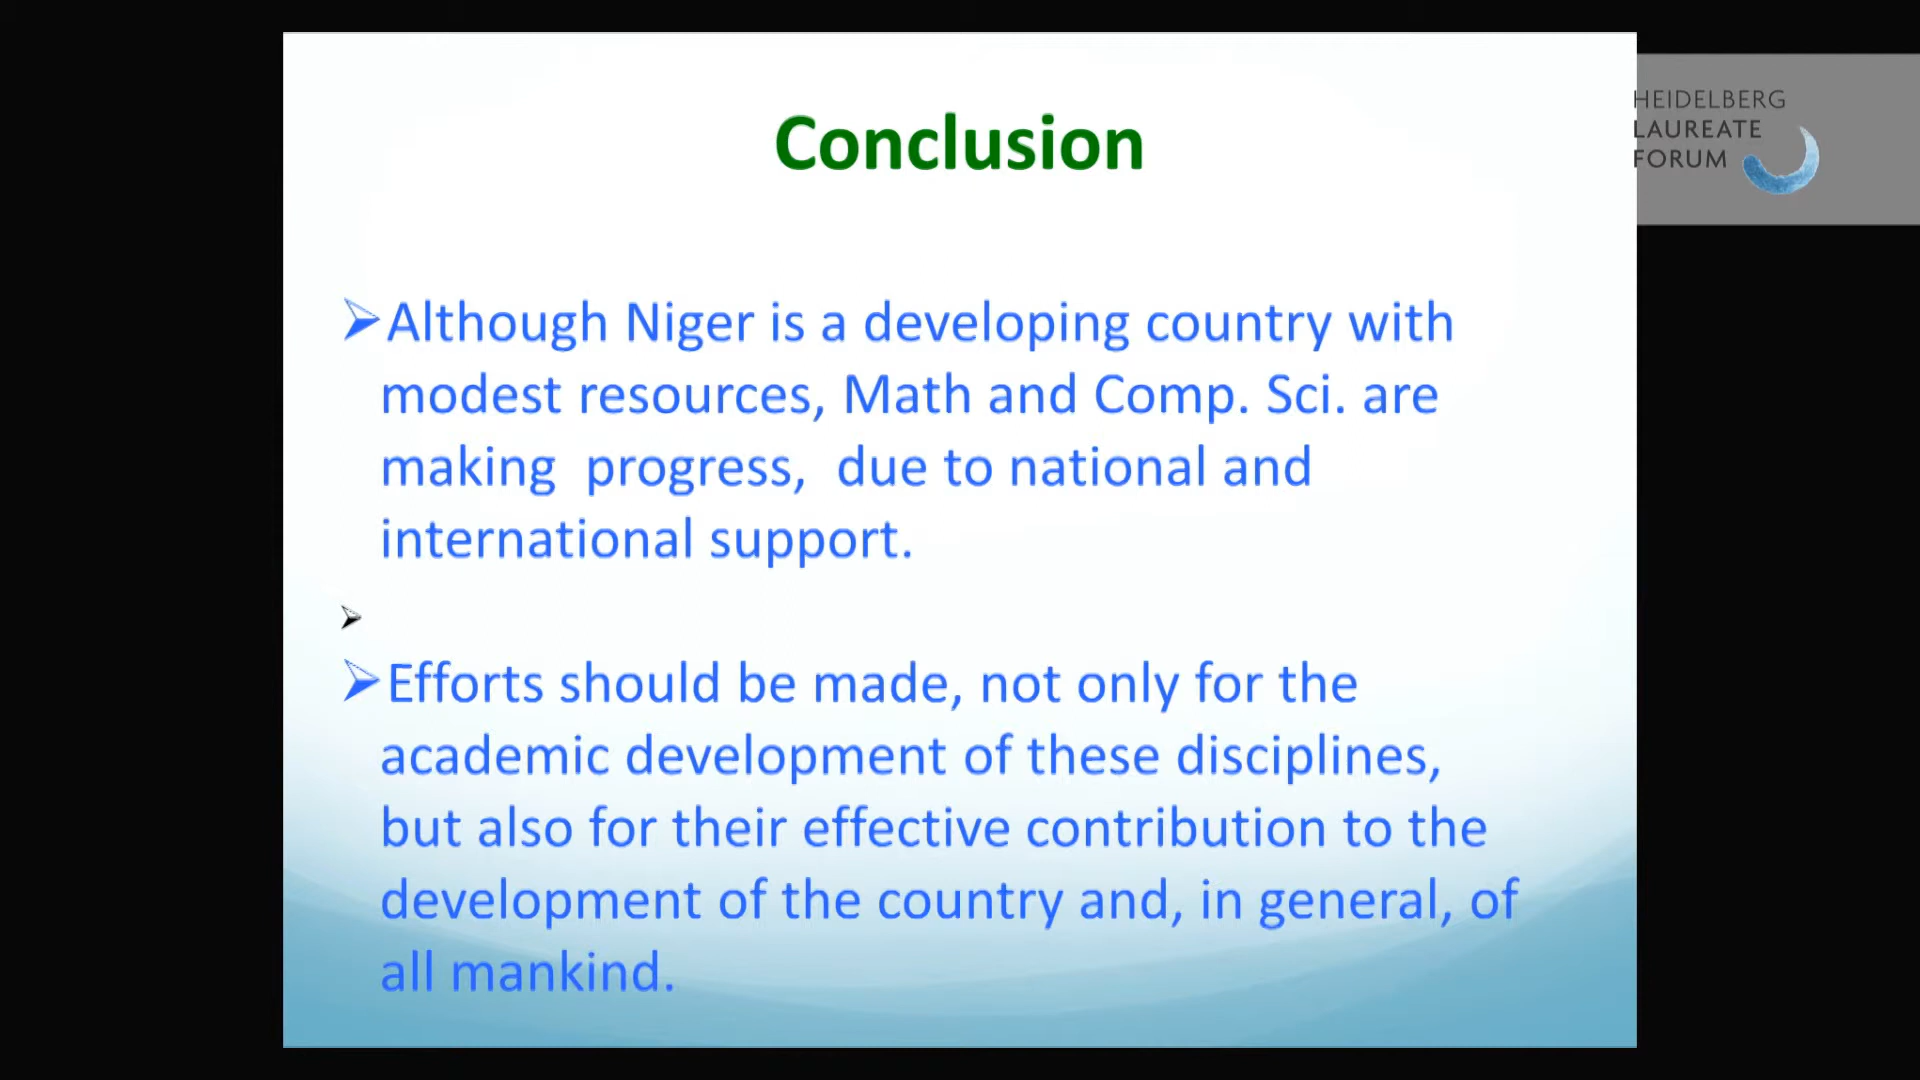 Conclusion
HEIDELBERG
LAUREATE
FORUM
➢Although Niger is a developing country with
modest resources, Math and Comp. Sci. are
making  progress,  due to national and
international support.
➢
➢Efforts should be made, not only for the
academic development of these disciplines,
but also for their effective contribution to the
development of the country and, in general, of
all mankind.